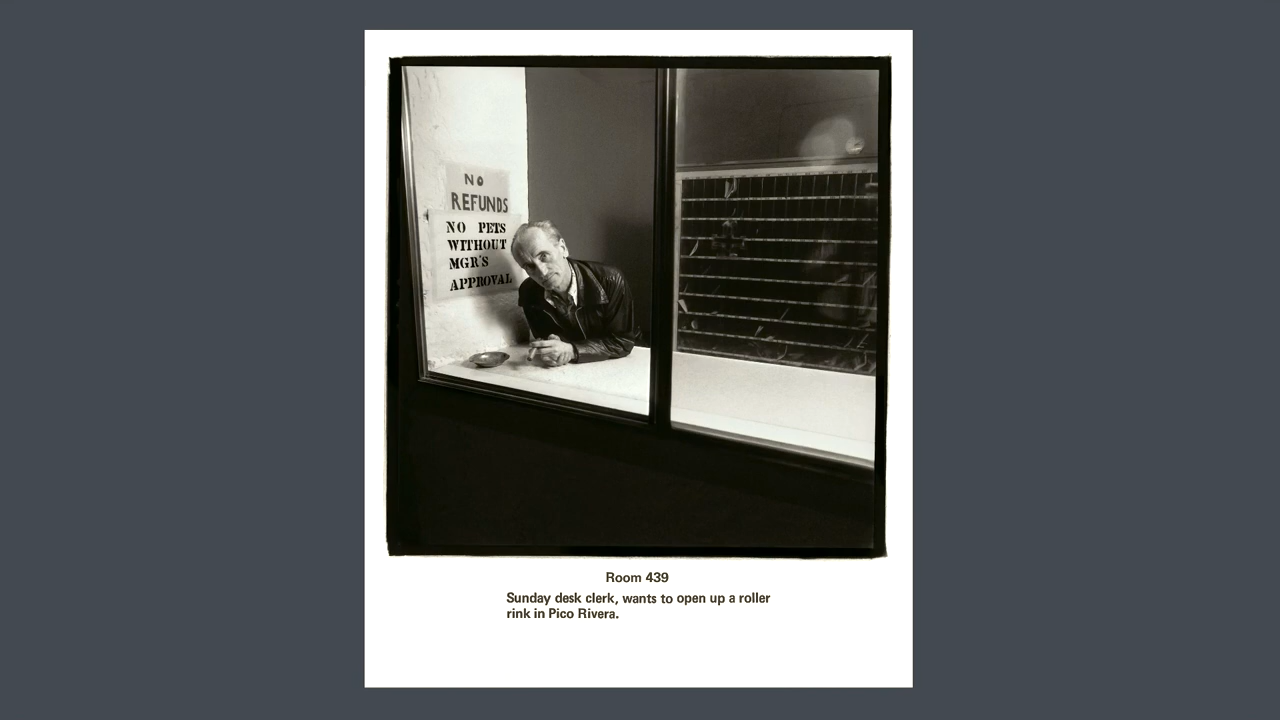 NO
REFUNDS
NO PETS
WITHOUT
MGR'S
APPROVAL
Room 439
Sunday desk clerk, wants to open up a roller
rink in Pico Rivera.